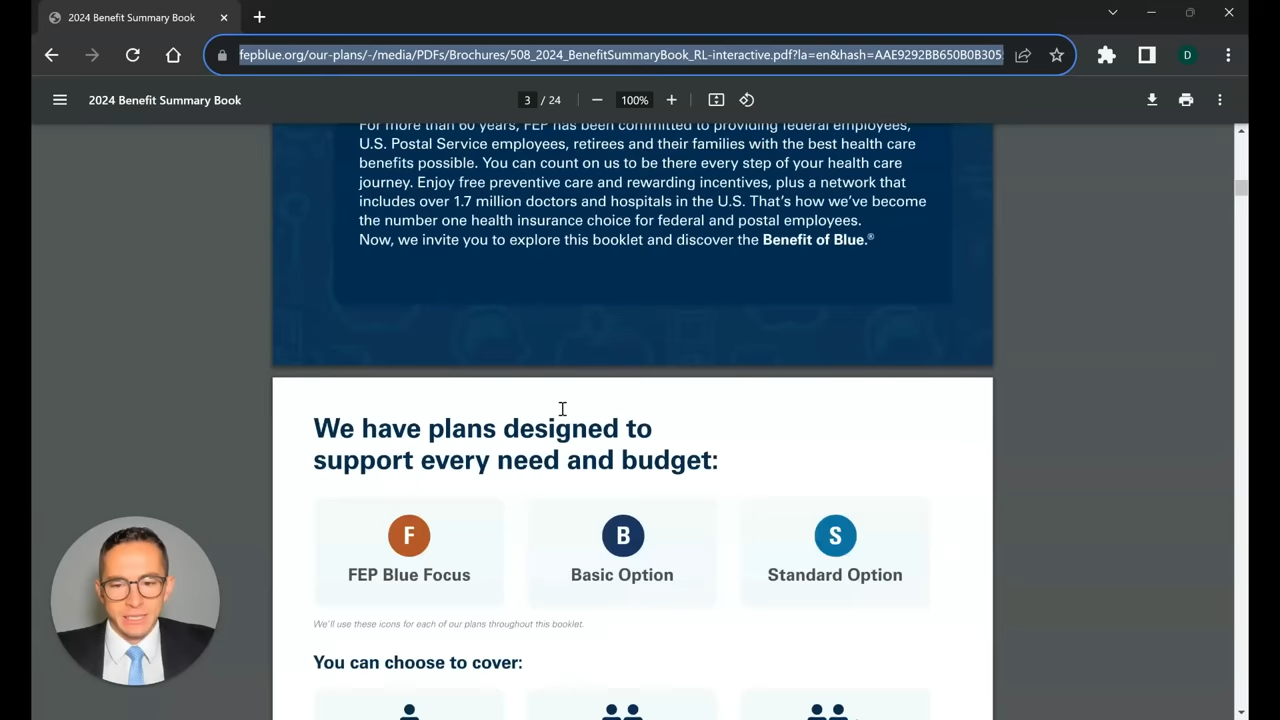 2024 Benefit Summary Book
fepblue.org/our-plans/-/media/PDFs/Brochures/508_2024_BenefitSummaryBook_RL-interactive.pdf?la=en&hash=AAE9292BB650B0B305
D
2024 Benefit Summary Book
3 / 24
100%
For more than 60 years, FEP has been committed to providing federal employees,
U.S. Postal Service employees, retirees and their families with the best health care
benefits possible. You can count on us to be there every step of your health care
journey. Enjoy free preventive care and rewarding incentives, plus a network that
includes over 1.7 million doctors and hospitals in the U.S. That's how we've become
the number one health insurance choice for federal and postal employees.
Now, we invite you to explore this booklet and discover the Benefit of Blue.®
We have plans designed to
support every need and budget:
F
B
S
FEP Blue Focus
Basic Option
Standard Option
We'll use these icons for each of our plans throughout this booklet.
You can choose to cover: